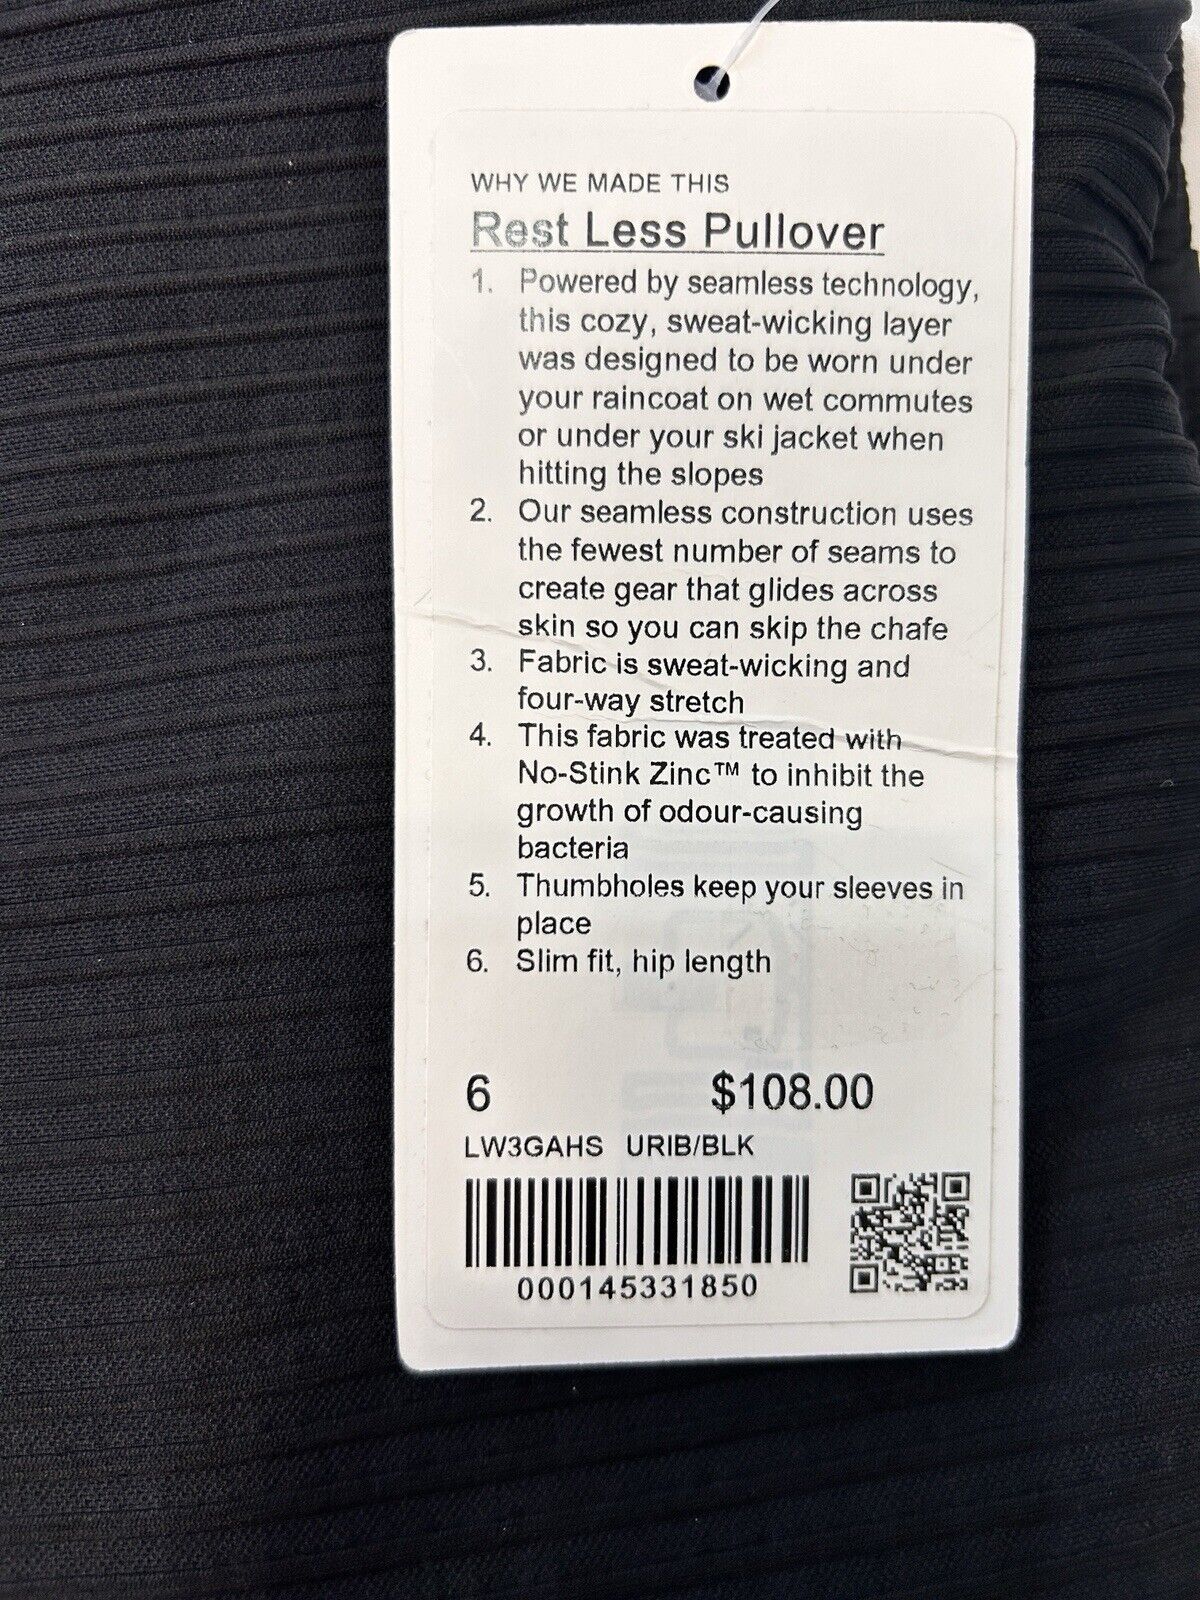 WHY WE MADE THIS
Rest Less Pullover
1. Powered by seamless technology,
this cozy, sweat-wicking layer
was designed to be worn under
your raincoat on wet commutes
or under your ski jacket when
hitting the slopes
2. Our seamless construction uses
the fewest number of seams to
create gear that glides across
skin so you can skip the chafe
3. Fabric is sweat-wicking and
four-way stretch
4. This fabric was treated with
No-Stink Zinc™ to inhibit the
growth of odour-causing
bacteria
5. Thumbholes keep your sleeves in
place
6. Slim fit, hip length
6 $108.00
LW3GAHS URIB/BLK
000145331850